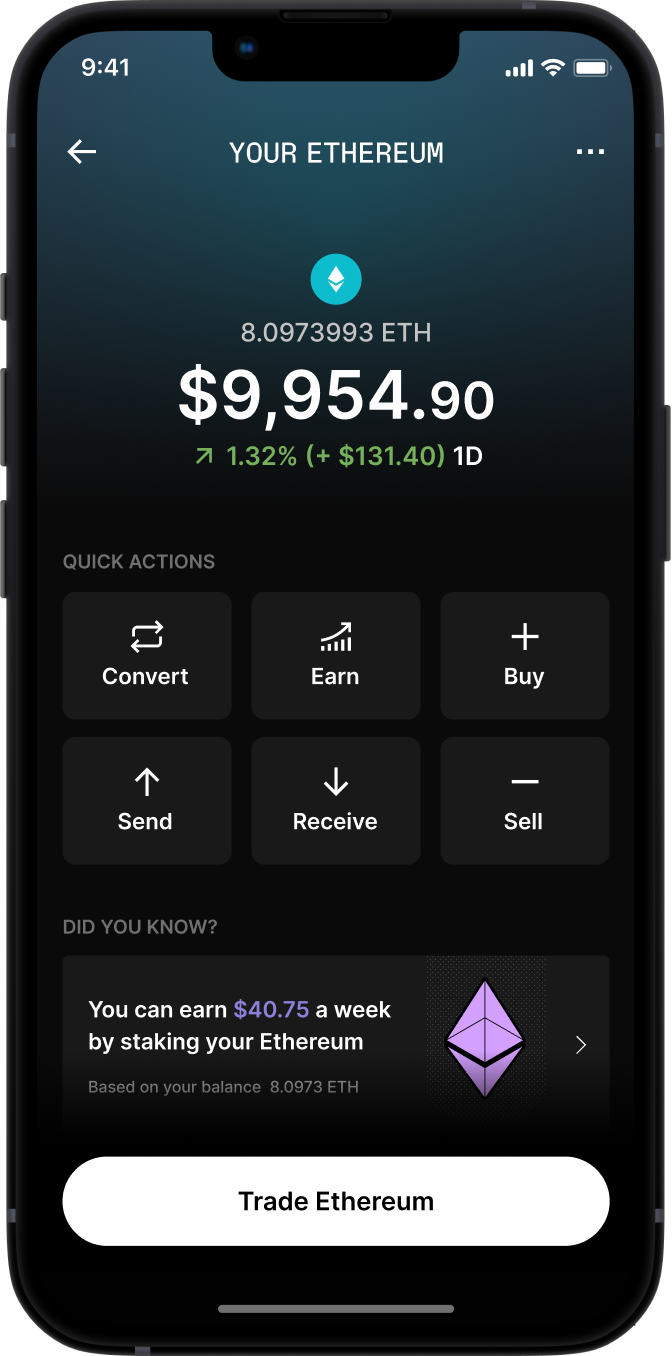 9:41
YOUR ETHEREUM
8.0973993 ETH
$9,954.90
1.32% (+ $131.40) 1D
QUICK ACTIONS
Convert
Earn
Buy
Send
Receive
Sell
DID YOU KNOW?
You can earn $40.75 a week
by staking your Ethereum
Based on your balance 8.0973 ETH
Trade Ethereum